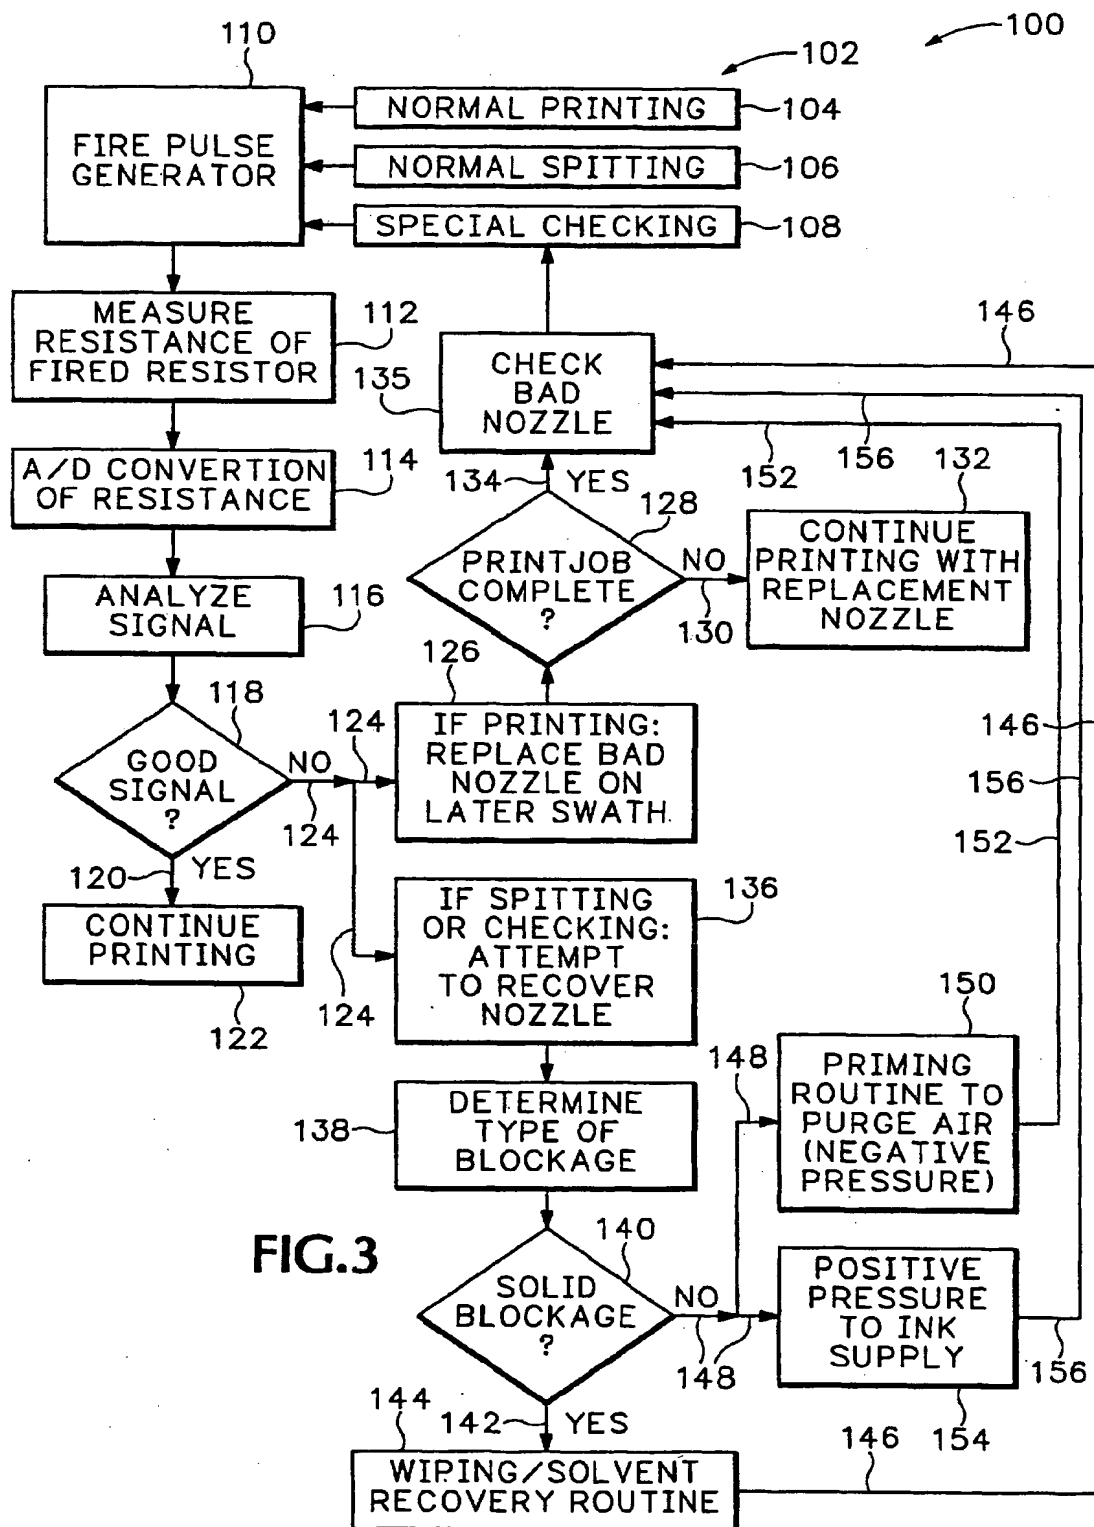 100
102
110
FIRE PULSE
GENERATOR
NORMAL PRINTING
104
NORMAL SPITTING
106
SPECIAL CHECKING
108
MEASURE
RESISTANCE OF
FIRED RESISTOR
112
A/D CONVERTION
OF RESISTANCE
114
ANALYZE
SIGNAL
116
118
GOOD
SIGNAL
?
NO
124
124
124
120
YES
CONTINUE
PRINTING
122
CHECK
BAD
NOZZLE
135
146
156
152
134
YES
128
PRINTJOB
COMPLETE
?
NO
130
132
CONTINUE
PRINTING WITH
REPLACEMENT
NOZZLE
126
IF PRINTING:
REPLACE BAD
NOZZLE ON
LATER SWATH
146
156
152
IF SPITTING
OR CHECKING:
ATTEMPT
TO RECOVER
NOZZLE
136
DETERMINE
TYPE OF
BLOCKAGE
138
140
SOLID
BLOCKAGE
?
NO
148
148
148
150
PRIMING
ROUTINE TO
PURGE AIR
(NEGATIVE
PRESSURE)
POSITIVE
PRESSURE
TO INK
SUPPLY
156
154
FIG.3
142
YES
144
WIPING/SOLVENT
RECOVERY ROUTINE
146